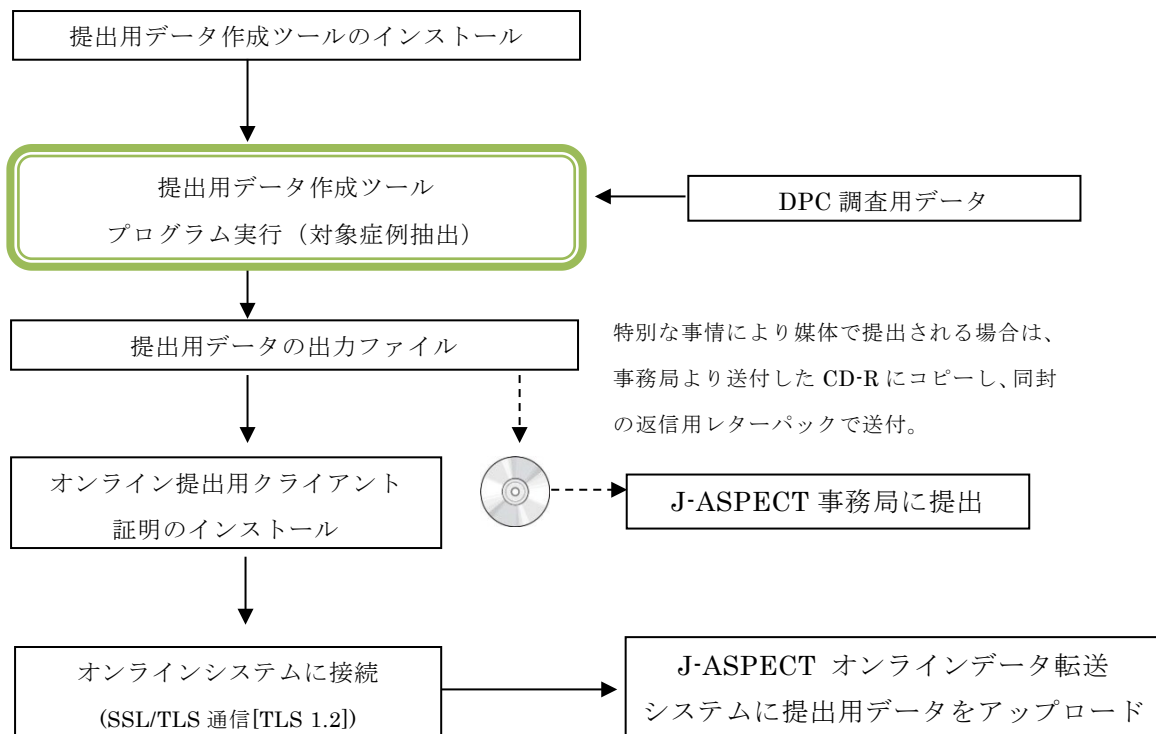 提出用データ作成ツールのインストール
提出用データ作成ツール
プログラム実行（対象症例抽出）
DPC 調査用データ
提出用データの出力ファイル
特別な事情により媒体で提出される場合は、
事務局より送付した CD-R にコピーし、同封
の返信用レターパックで送付。
オンライン提出用クライアント
証明のインストール
J-ASPECT 事務局に提出
オンラインシステムに接続
(SSL/TLS 通信[TLS 1.2])
J-ASPECT オンラインデータ転送
システムに提出用データをアップロード